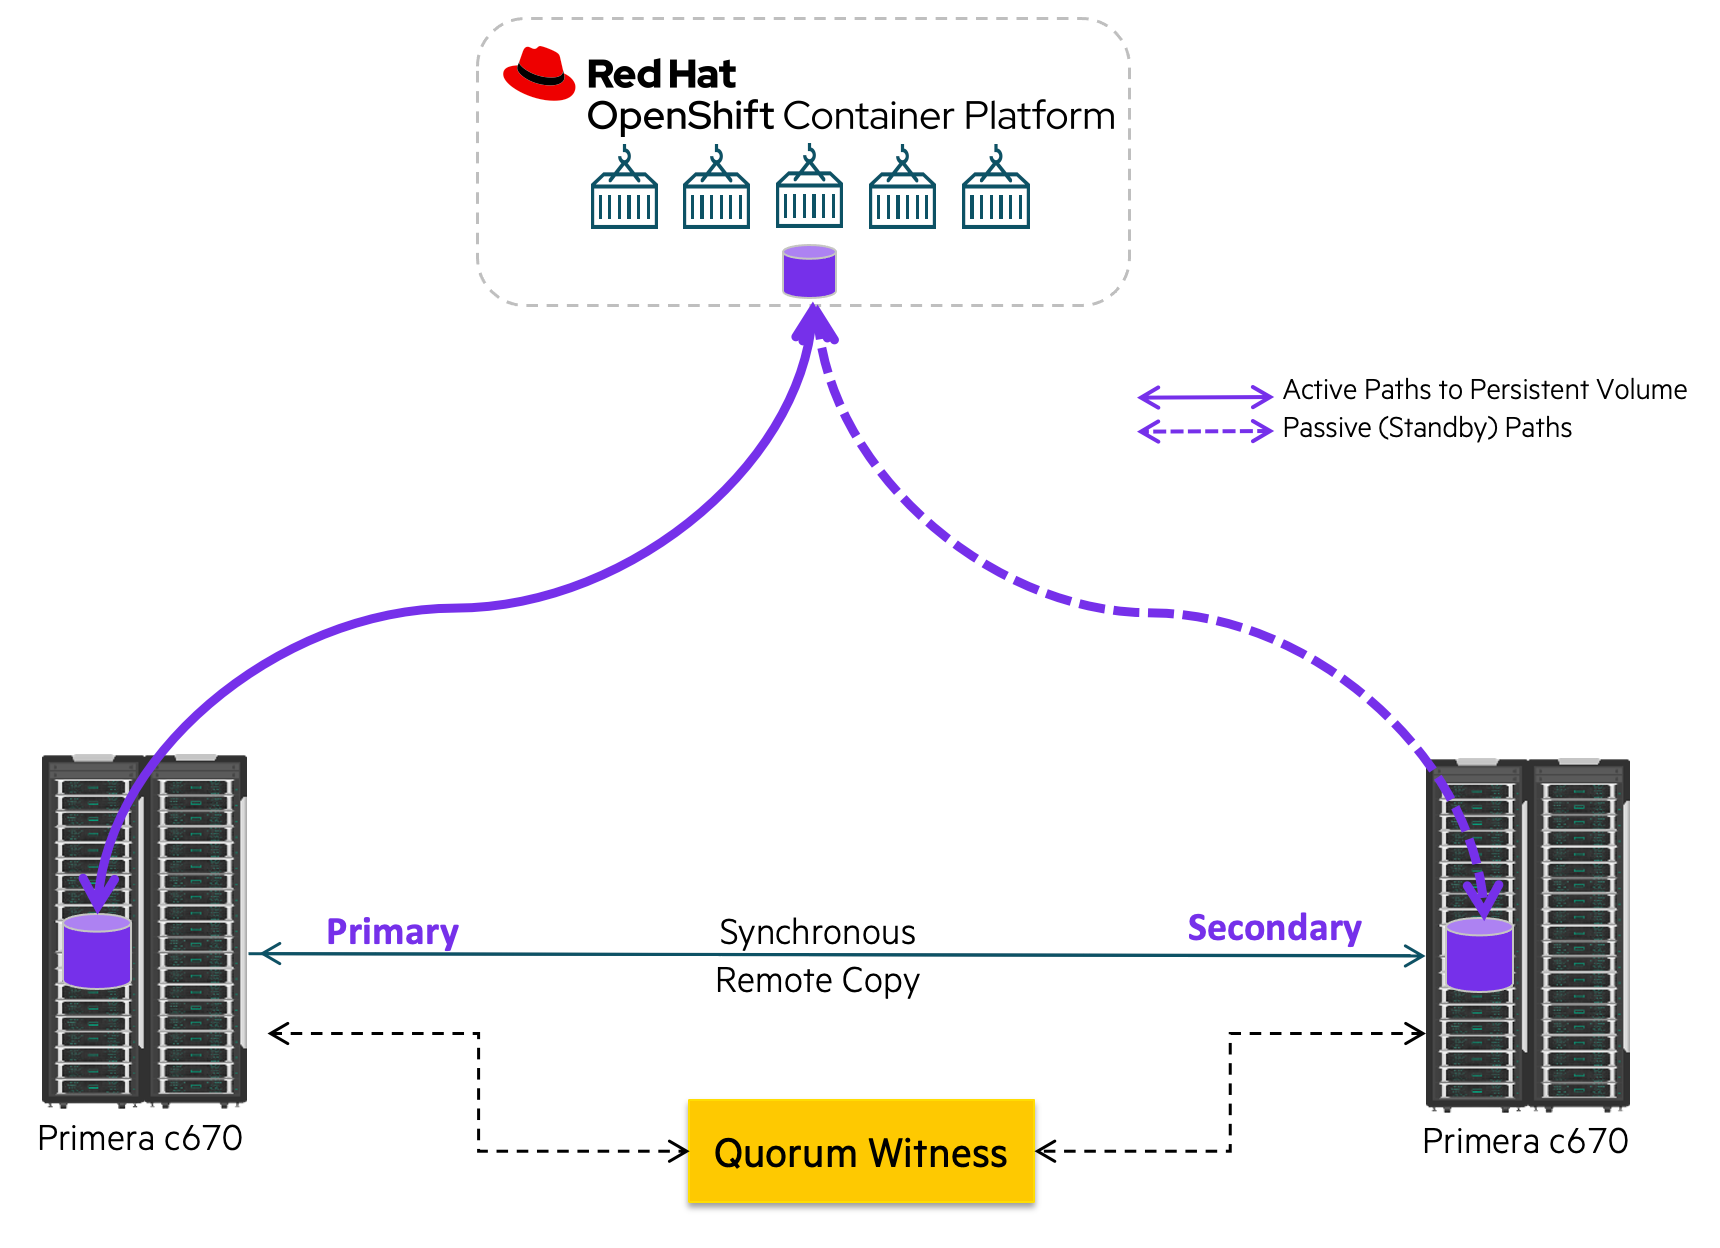 Red Hat
OpenShift Container Platform
Active Paths to Persistent Volume
Passive (Standby) Paths
Primary
Synchronous
Remote Copy
Secondary
Primera c670
Quorum Witness
Primera c670